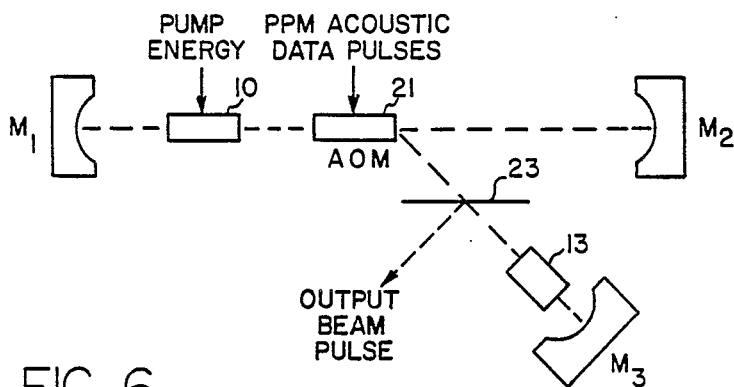 PUMP
ENERGY
PPM ACOUSTIC
DATA PULSES
10
21
M1
AOM
M2
23
13
OUTPUT
BEAM
PULSE
M3
FIG. 6